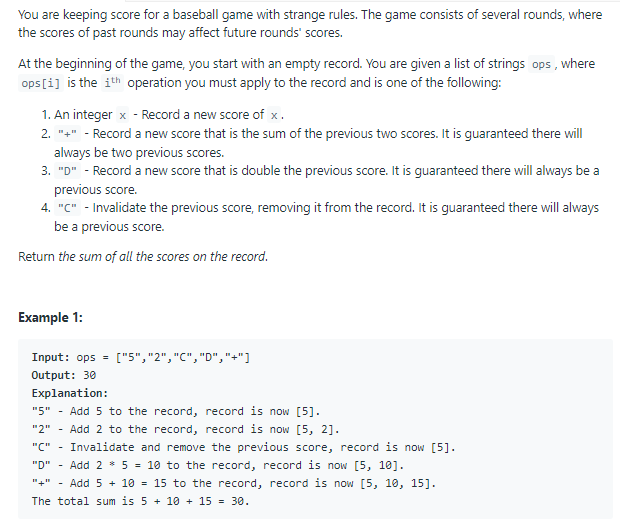 You are keeping score for a baseball game with strange rules. The game consists of several rounds, where
the scores of past rounds may affect future rounds' scores.
At the beginning of the game, you start with an empty record. You are given a list of strings ops , where
ops[i] is the ith operation you must apply to the record and is one of the following:
1. An integer x - Record a new score of x .
2. "+" - Record a new score that is the sum of the previous two scores. It is guaranteed there will
always be two previous scores.
3. "D" - Record a new score that is double the previous score. It is guaranteed there will always be a
previous score.
4. "C" - Invalidate the previous score, removing it from the record. It is guaranteed there will always
be a previous score.
Return the sum of all the scores on the record.
Example 1:
Input: ops = ["5","2","C","D","+"]
Output: 30
Explanation:
"5" - Add 5 to the record, record is now [5].
"2" - Add 2 to the record, record is now [5, 2].
"C" - Invalidate and remove the previous score, record is now [5].
"D" - Add 2 * 5 = 10 to the record, record is now [5, 10].
"+" - Add 5 + 10 = 15 to the record, record is now [5, 10, 15].
The total sum is 5 + 10 + 15 = 30.